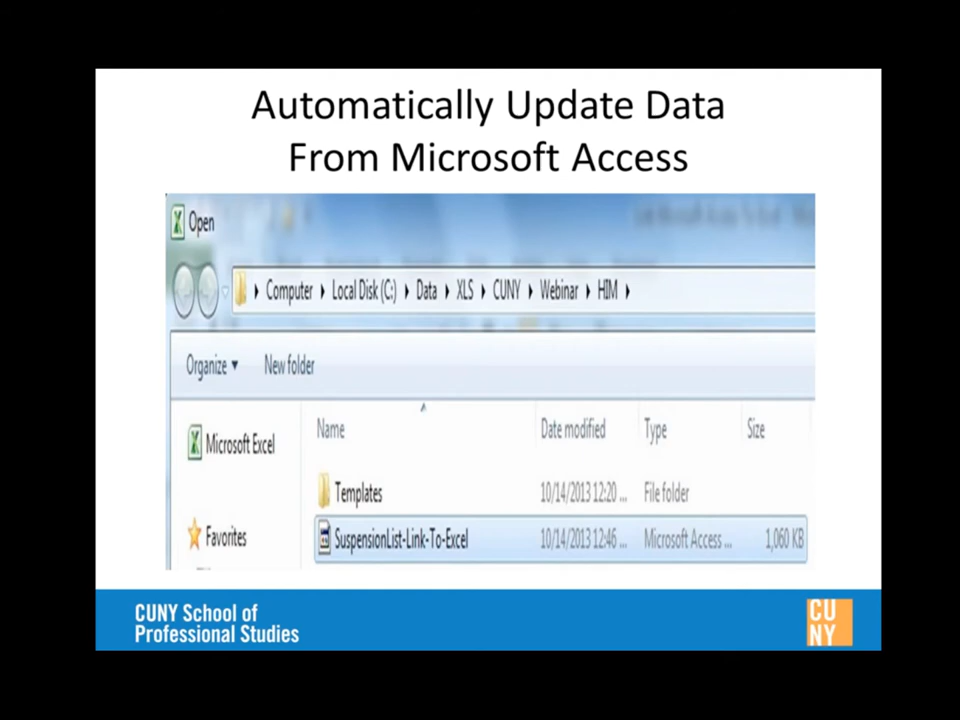 Automatically Update Data
From Microsoft Access
Open
Computer Local Disk (C:) Data XLS CUNY Webinar HIM
Organize New folder
Name Date modified Type Size
Microsoft Excel
Templates 10/14/2013 12:20 ... File folder
Favorites
SuspensionList-Link-To-Excel 10/14/2013 12:46 ... Microsoft Access ... 1,060 KB
CUNY School of
Professional Studies
CU
NY